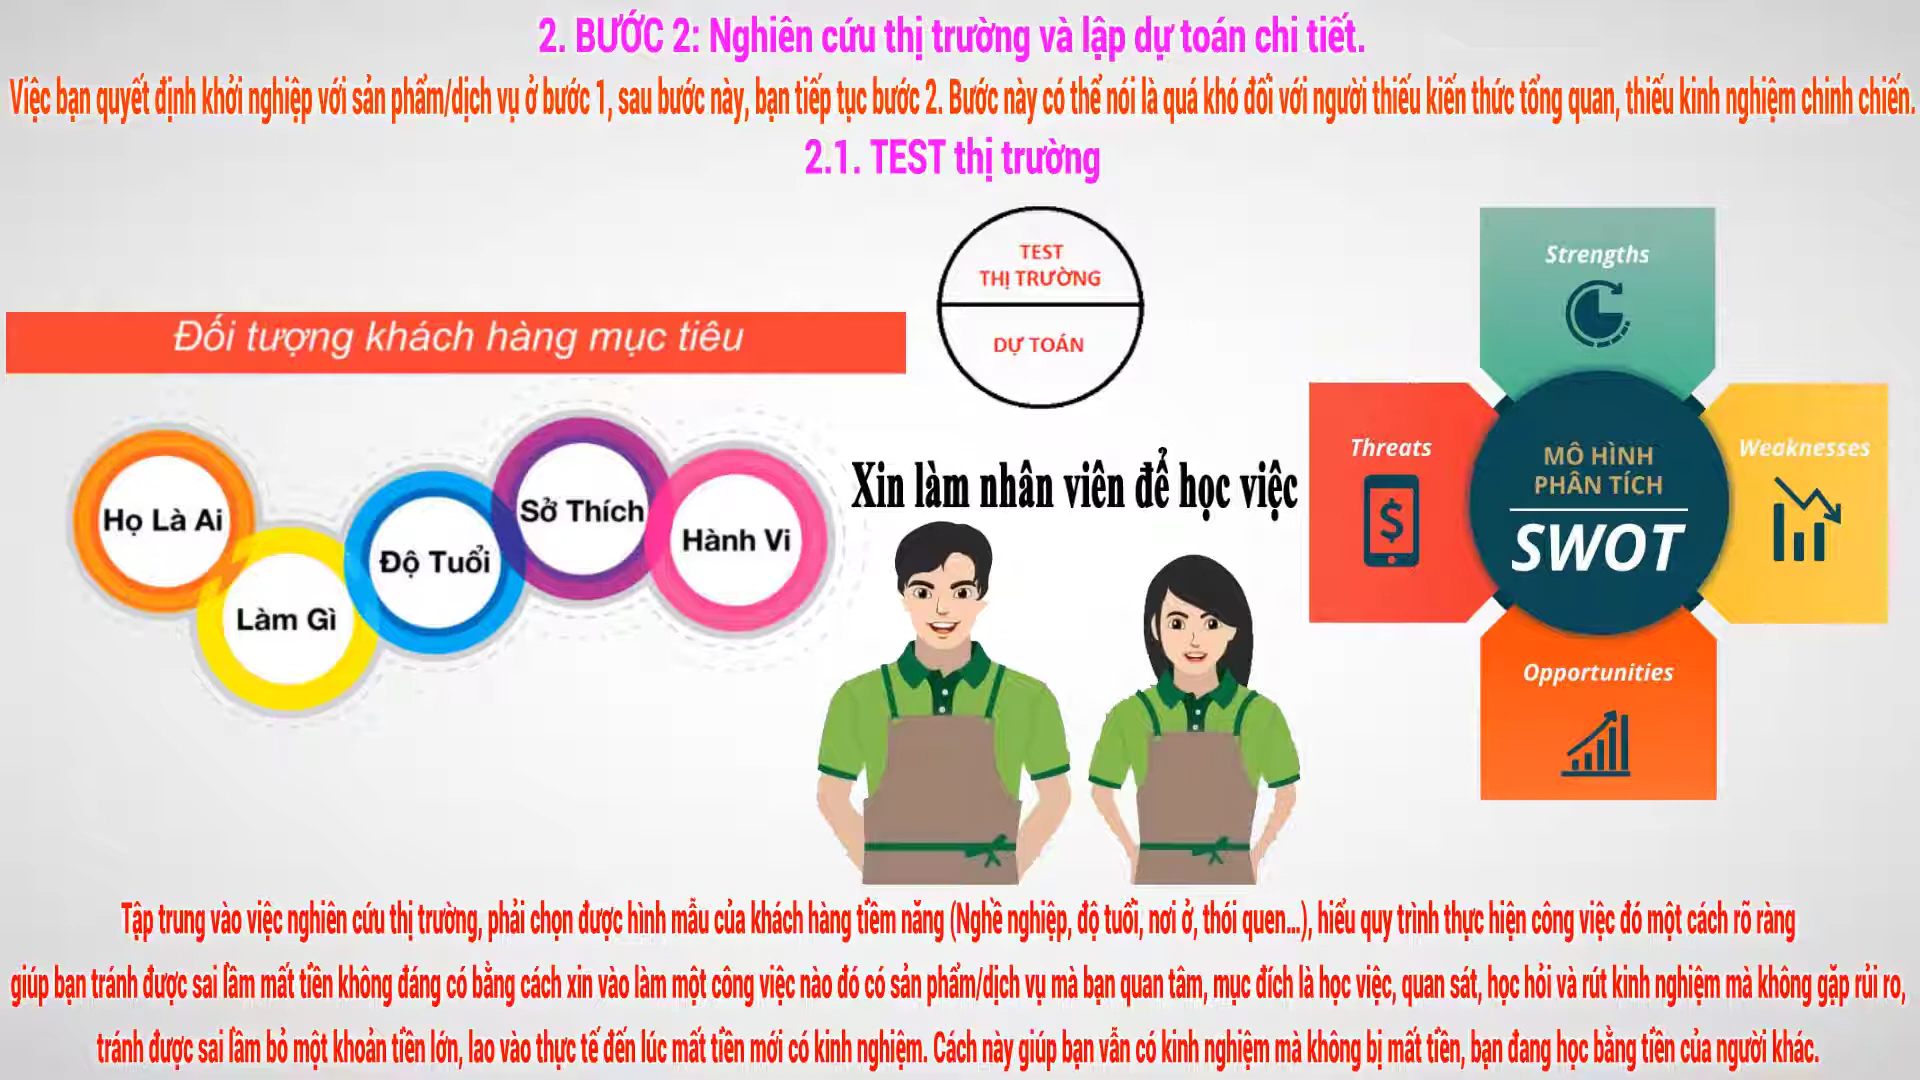 2. BƯỚC 2: Nghiên cứu thị trường và lập dự toán chi tiết.
Việc bạn quyết định khởi nghiệp với sản phẩm/dịch vụ ở bước 1, sau bước này, bạn tiếp tục bước 2. Bước này có thể nói là quá khó đối với người thiếu kiến thức tổng quan, thiếu kinh nghiệm chinh chiến.
2.1. TEST thị trường
TEST
THỊ TRƯỜNG
DỰ TOÁN
Đối tượng khách hàng mục tiêu
Họ Là Ai
Làm Gì
Độ Tuổi
Sở Thích
Hành Vi
Xin làm nhân viên để học việc
Strengths
Threats
Weaknesses
MÔ HÌNH
PHÂN TÍCH
SWOT
Opportunities
Tập trung vào việc nghiên cứu thị trường, phải chọn được hình mẫu của khách hàng tiềm năng (Nghề nghiệp, độ tuổi, nơi ở, thói quen...), hiểu quy trình thực hiện công việc đó một cách rõ ràng
giúp bạn tránh được sai lầm mất tiền không đáng có bằng cách xin vào làm một công việc nào đó có sản phẩm/dịch vụ mà bạn quan tâm, mục đích là học việc, quan sát, học hỏi và rút kinh nghiệm mà không gặp rủi ro,
tránh được sai lầm bỏ một khoản tiền lớn, lao vào thực tế đến lúc mất tiền mới có kinh nghiệm. Cách này giúp bạn vẫn có kinh nghiệm mà không bị mất tiền, bạn đang học bằng tiền của người khác.